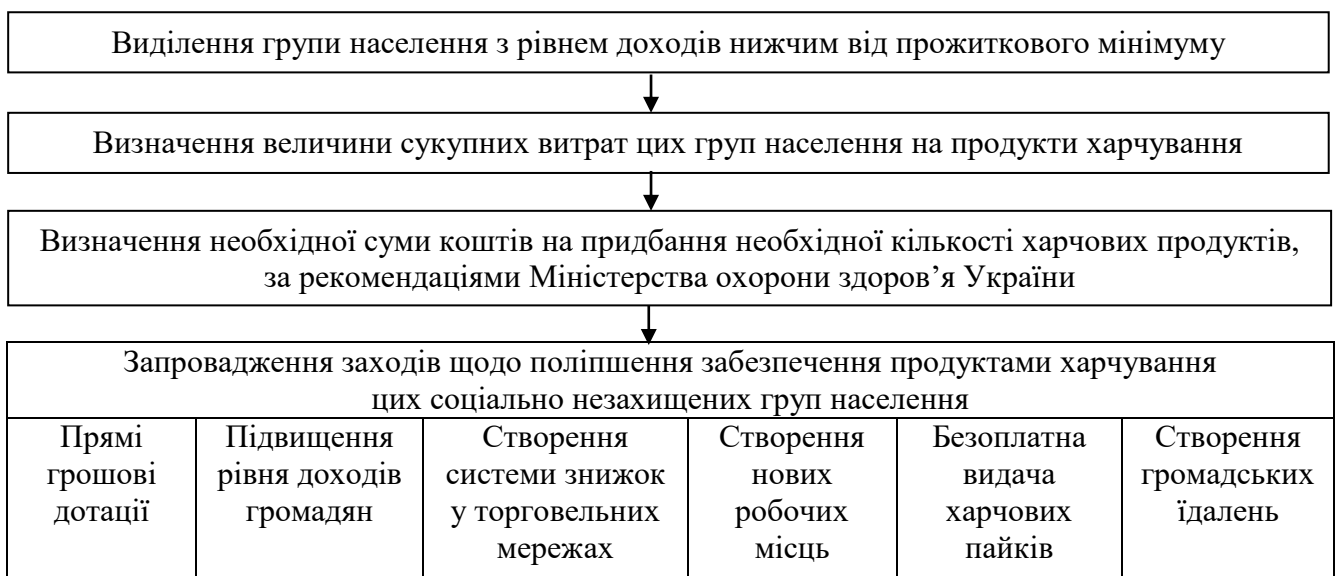 Виділення групи населення з рівнем доходів нижчим від прожиткового мінімуму
Визначення величини сукупних витрат цих груп населення на продукти харчування
Визначення необхідної суми коштів на придбання необхідної кількості харчових продуктів,
за рекомендаціями Міністерства охорони здоров’я України
Запровадження заходів щодо поліпшення забезпечення продуктами харчування
цих соціально незахищених груп населення
Прямі
грошові
дотації
Підвищення
рівня доходів
громадян
Створення
системи знижок
у торговельних
мережах
Створення
нових
робочих
місць
Безоплатна
видача
харчових
пайків
Створення
громадських
їдалень